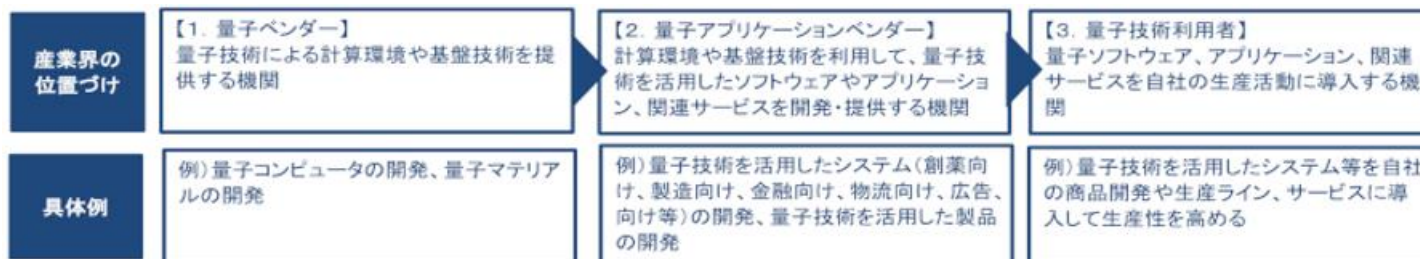 産業界の
位置づけ
【1. 量子ベンダー】
量子技術による計算環境や基盤技術を提
供する機関
【2. 量子アプリケーションベンダー】
計算環境や基盤技術を利用して、量子技
術を活用したソフトウェアやアプリケーショ
ン、関連サービスを開発・提供する機関
【3. 量子技術利用者】
量子ソフトウェア、アプリケーション、関連
サービスを自社の生産活動に導入する機
関
具体例
例）量子コンピュータの開発、量子マテリア
ルの開発
例）量子技術を活用したシステム（創薬向
け、製造向け、金融向け、物流向け、広告、
向け等）の開発、量子技術を活用した製品
の開発
例）量子技術を活用したシステム等を自社
の商品開発や生産ライン、サービスに導
入して生産性を高める